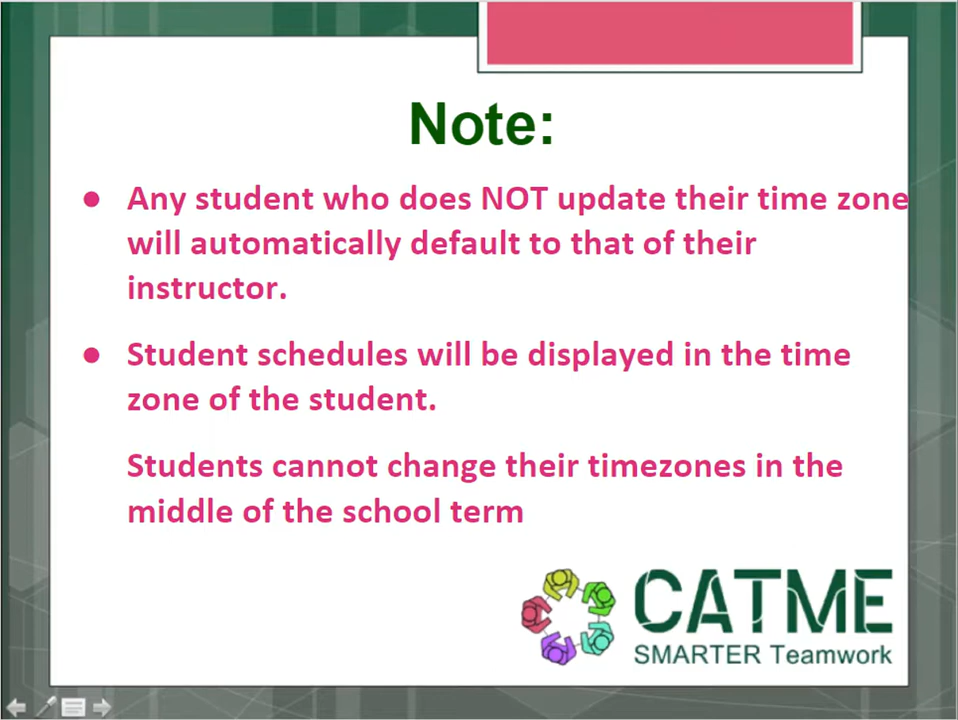 Note:
● Any student who does NOT update their time zone
will automatically default to that of their
instructor.
● Student schedules will be displayed in the time
zone of the student.
Students cannot change their timezones in the
middle of the school term
CATME
SMARTER Teamwork